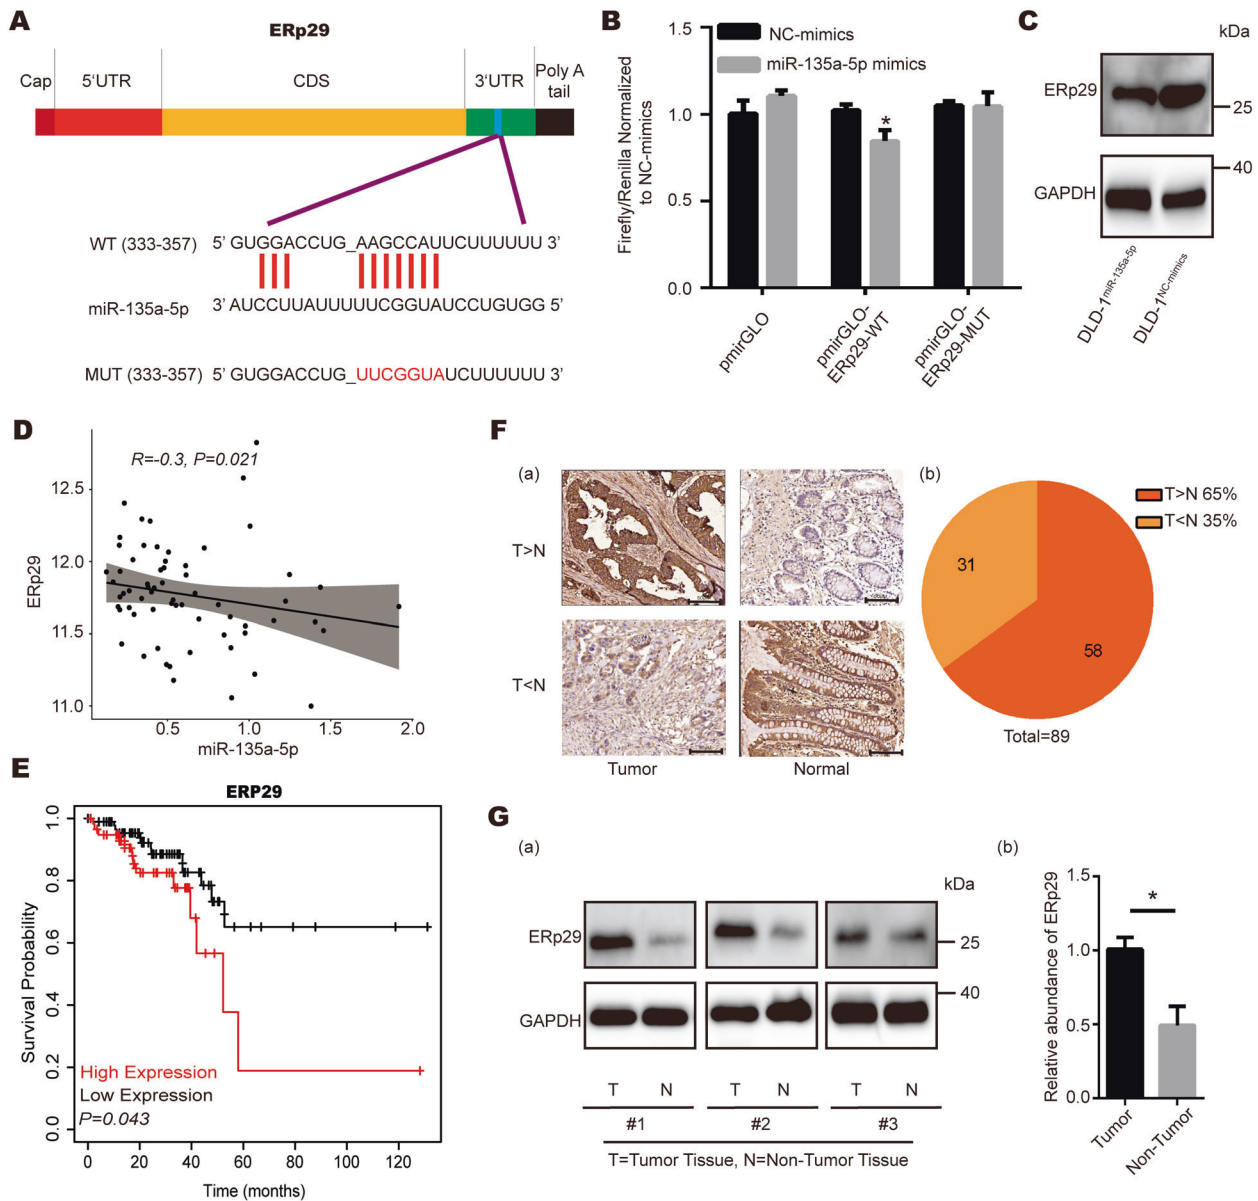 A
ERp29
Cap
5'UTR
CDS
3'UTR
Poly A
tail
WT (333-357) 5' GUGGACCUG_AAGCCAUUCUUUUUU 3'
miR-135a-5p 3'AUCCUUAUUUUUCGGUAUCCUGUGG 5'
MUT (333-357) 5' GUGGACCUG_UUCGGUAUCUUUUUU 3'
B
Firefly/Renilla Normalized
to NC-mimics
1.5
1.0
0.5
0.0
NC-mimics
miR-135a-5p mimics
*
pmirGLO
pmirGLO-
ERp29-WT
pmirGLO-
ERp29-MUT
C
kDa
ERp29
25
40
GAPDH
DLD-1miR-135a-5p
DLD-1NC-mimics
D
R=-0.3, P=0.021
ERp29
12.5
12.0
11.5
11.0
0.5
1.0
1.5
2.0
miR-135a-5p
E
ERP29
Survival Probability
1.0
0.8
0.6
0.4
0.2
0.0
High Expression
Low Expression
P=0.043
0
20
40
60
80
100
120
Time (months)
F
(a)
T>N
T<N
Tumor
Normal
(b)
T>N 65%
T<N 35%
31
58
Total=89
G
(a)
kDa
ERp29
25
40
GAPDH
T N T N T N
#1 #2 #3
T=Tumor Tissue, N=Non-Tumor Tissue
(b)
Relative abundance of ERp29
1.5
1.0
0.5
0.0
*
Tumor
Non-Tumor